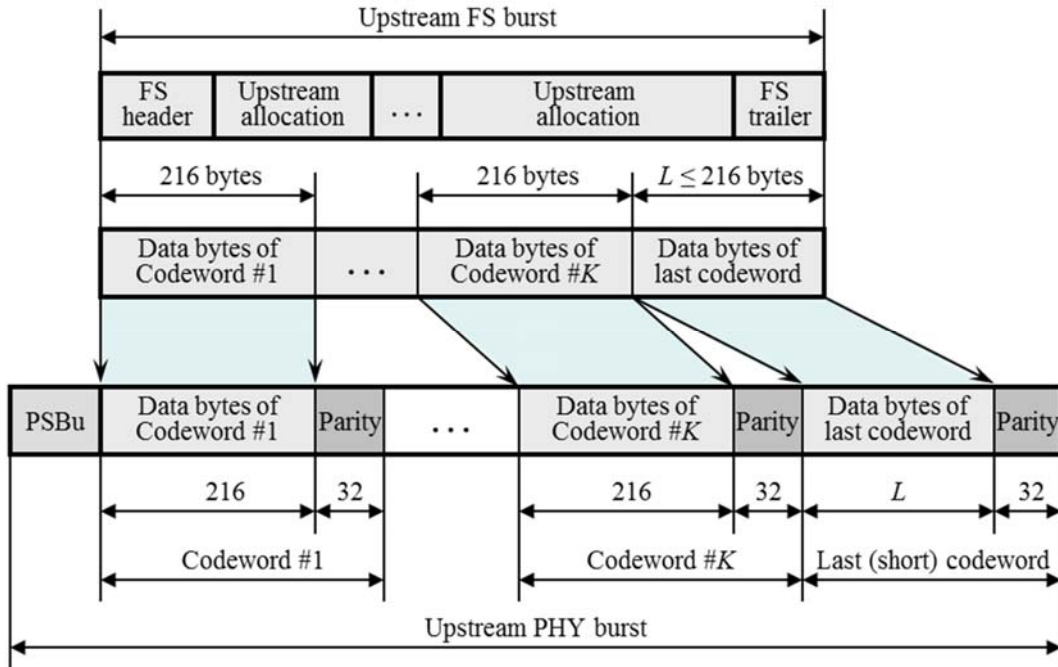 Upstream FS burst
FS
header
Upstream
allocation
...
Upstream
allocation
FS
trailer
216 bytes
216 bytes
L ≤ 216 bytes
Data bytes of
Codeword #1
...
Data bytes of
Codeword #K
Data bytes of
last codeword
PSBu
Data bytes of
Codeword #1
Parity
...
Data bytes of
Codeword #K
Parity
Data bytes of
last codeword
Parity
216
32
216
32
L
32
Codeword #1
Codeword #K
Last (short) codeword
Upstream PHY burst